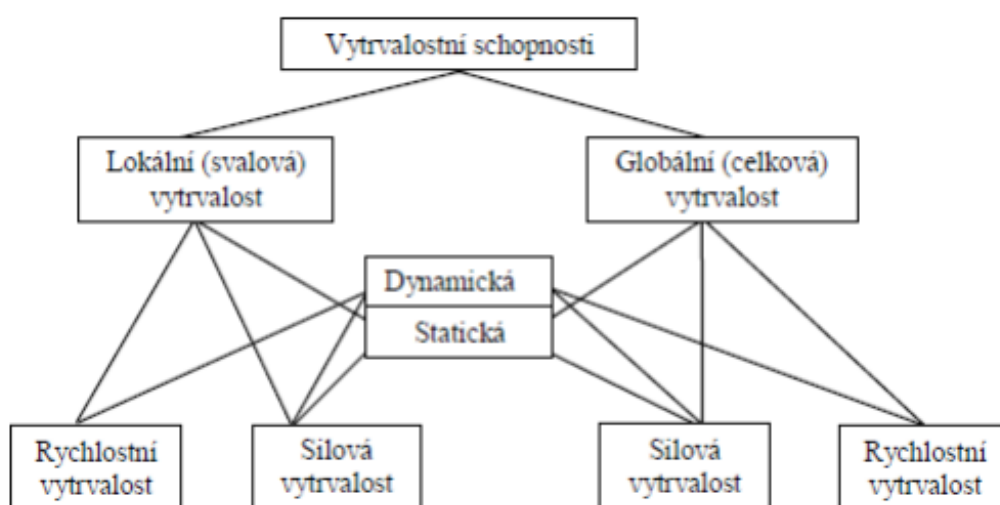 Vytrvalostní schopnosti
Lokální (svalová)
vytrvalost
Globální (celková)
vytrvalost
Dynamická
Statická
Rychlostní
vytrvalost
Silová
vytrvalost
Silová
vytrvalost
Rychlostní
vytrvalost